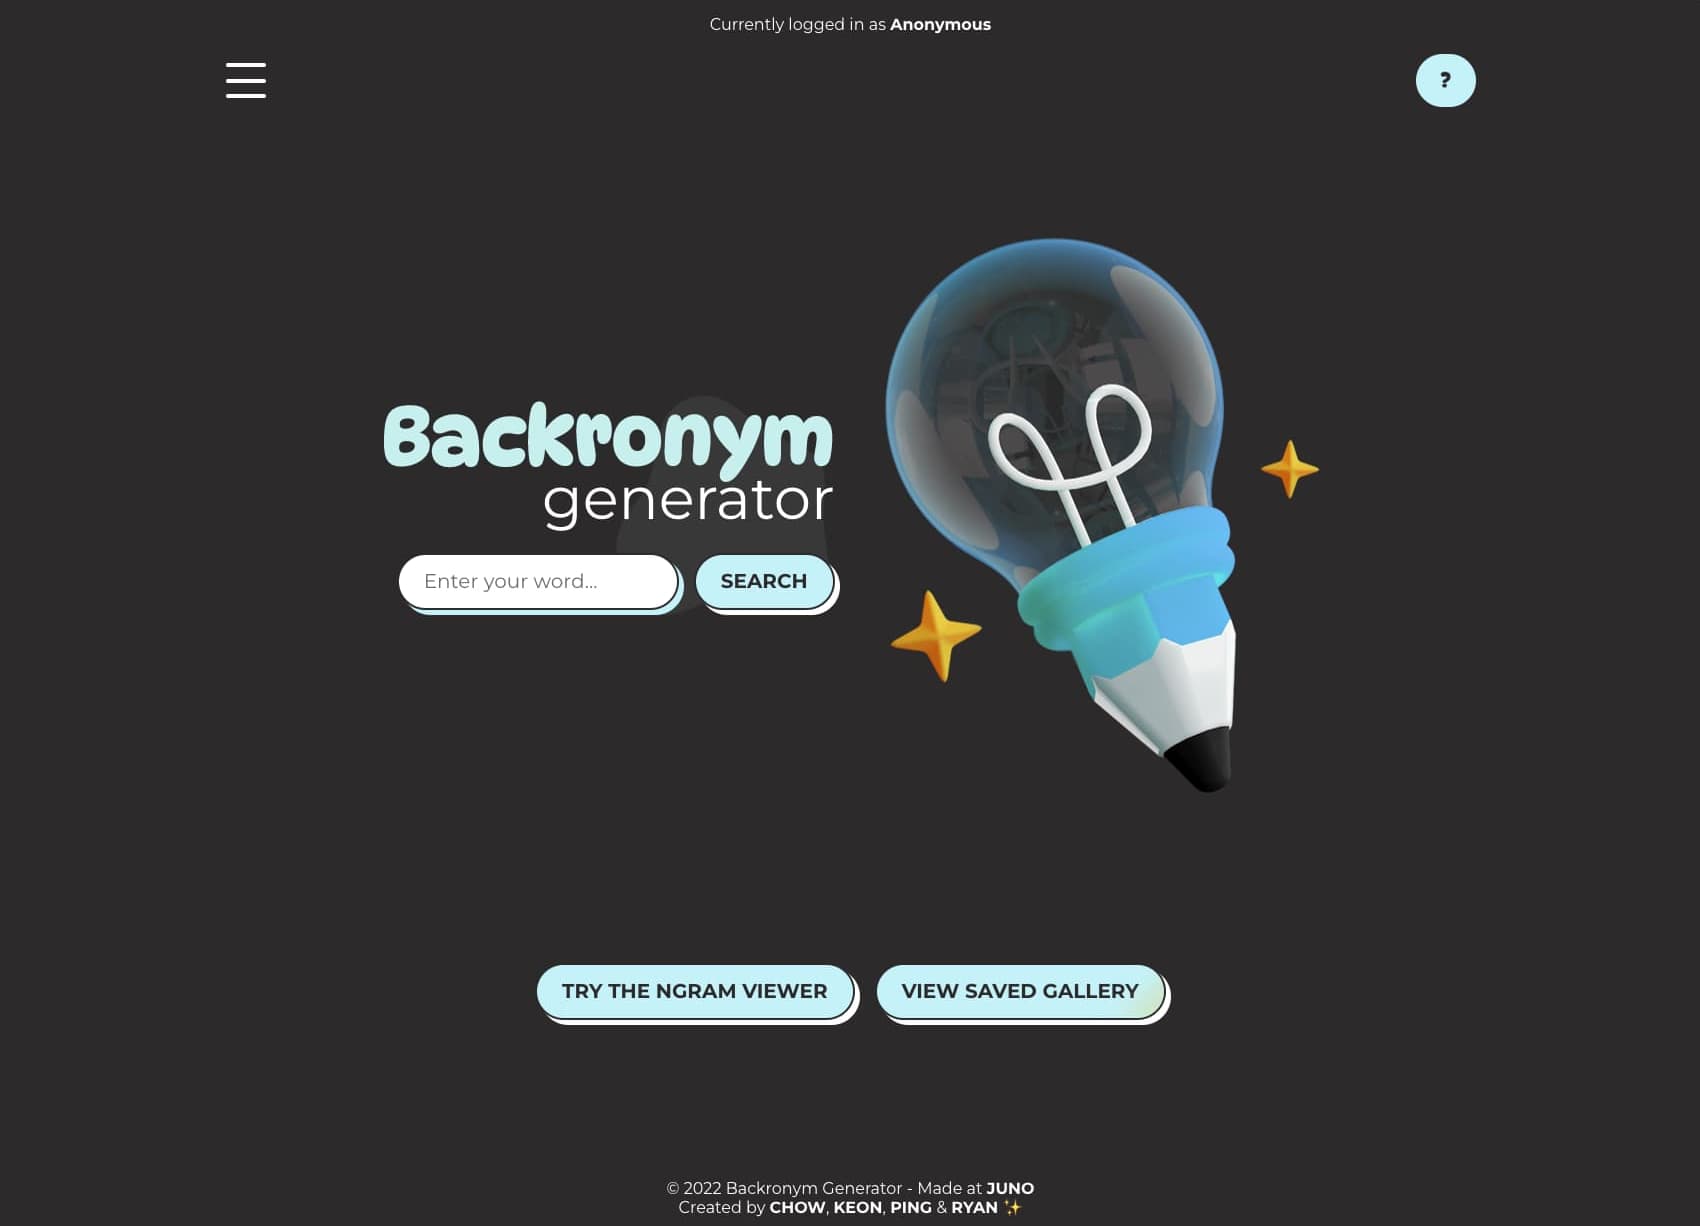 Currently logged in as Anonymous
?
Backronym
generator
Enter your word...
SEARCH
TRY THE NGRAM VIEWER
VIEW SAVED GALLERY
© 2022 Backronym Generator - Made at JUNO
Created by CHOW, KEON, PING & RYAN ✨